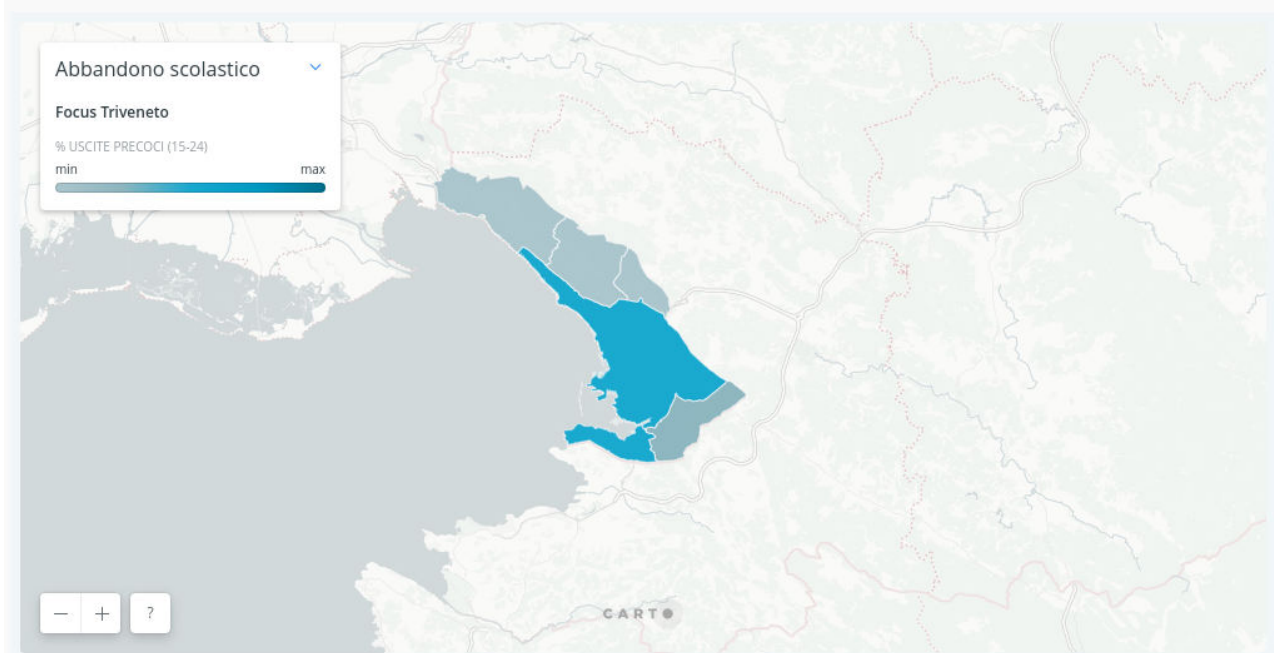 Abbandono scolastico
Focus Triveneto
% USCITE PRECOCI (15-24)
min max
− + ?
CARTO